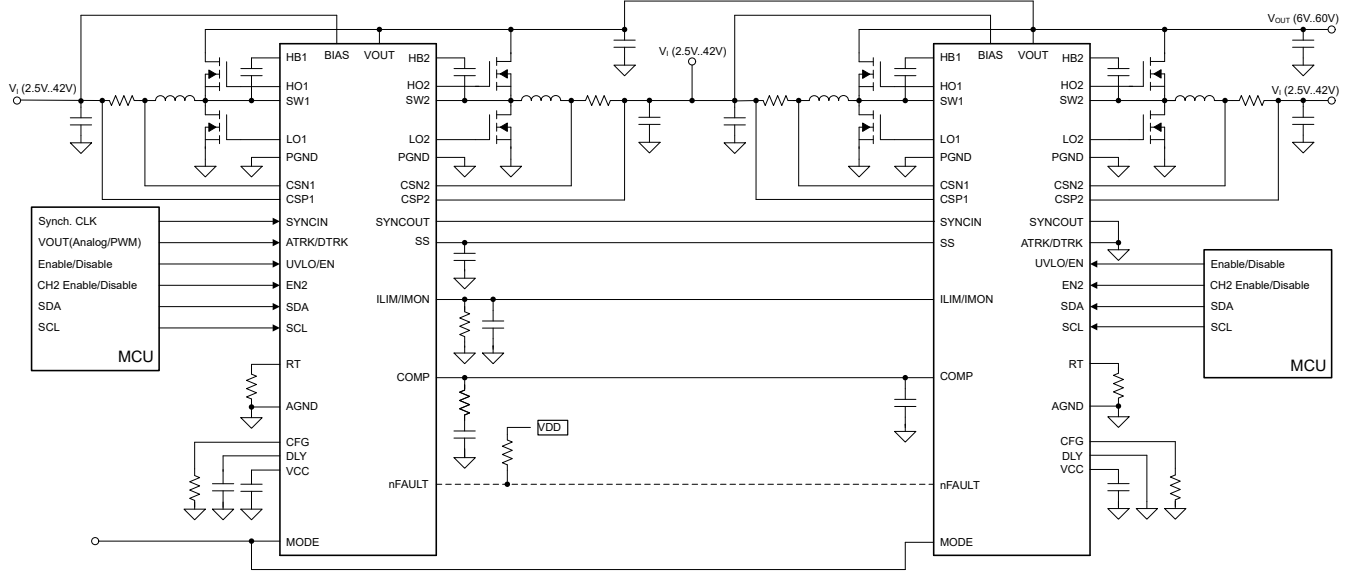 VOUT (6V..60V)
VI (2.5V..42V)
VI (2.5V..42V)
VI (2.5V..42V)
HB1
BIAS
VOUT
HB2
HO1
HO2
SW1
SW2
LO1
LO2
PGND
PGND
CSN1
CSN2
CSP1
CSP2
SYNCIN
SYNCOUT
ATRK/DTRK
SS
UVLO/EN
EN2
SDA
ILIM/IMON
SCL
RT
COMP
AGND
CFG
DLY
VCC
nFAULT
MODE
Synch. CLK
VOUT(Analog/PWM)
Enable/Disable
CH2 Enable/Disable
SDA
SCL
MCU
VDD
HB1
BIAS
VOUT
HB2
HO1
HO2
SW1
SW2
LO1
LO2
PGND
PGND
CSN1
CSN2
CSP1
CSP2
SYNCIN
SYNCOUT
SS
ATRK/DTRK
UVLO/EN
EN2
ILIM/IMON
SDA
SCL
RT
COMP
AGND
CFG
DLY
VCC
nFAULT
MODE
Enable/Disable
CH2 Enable/Disable
SDA
SCL
MCU